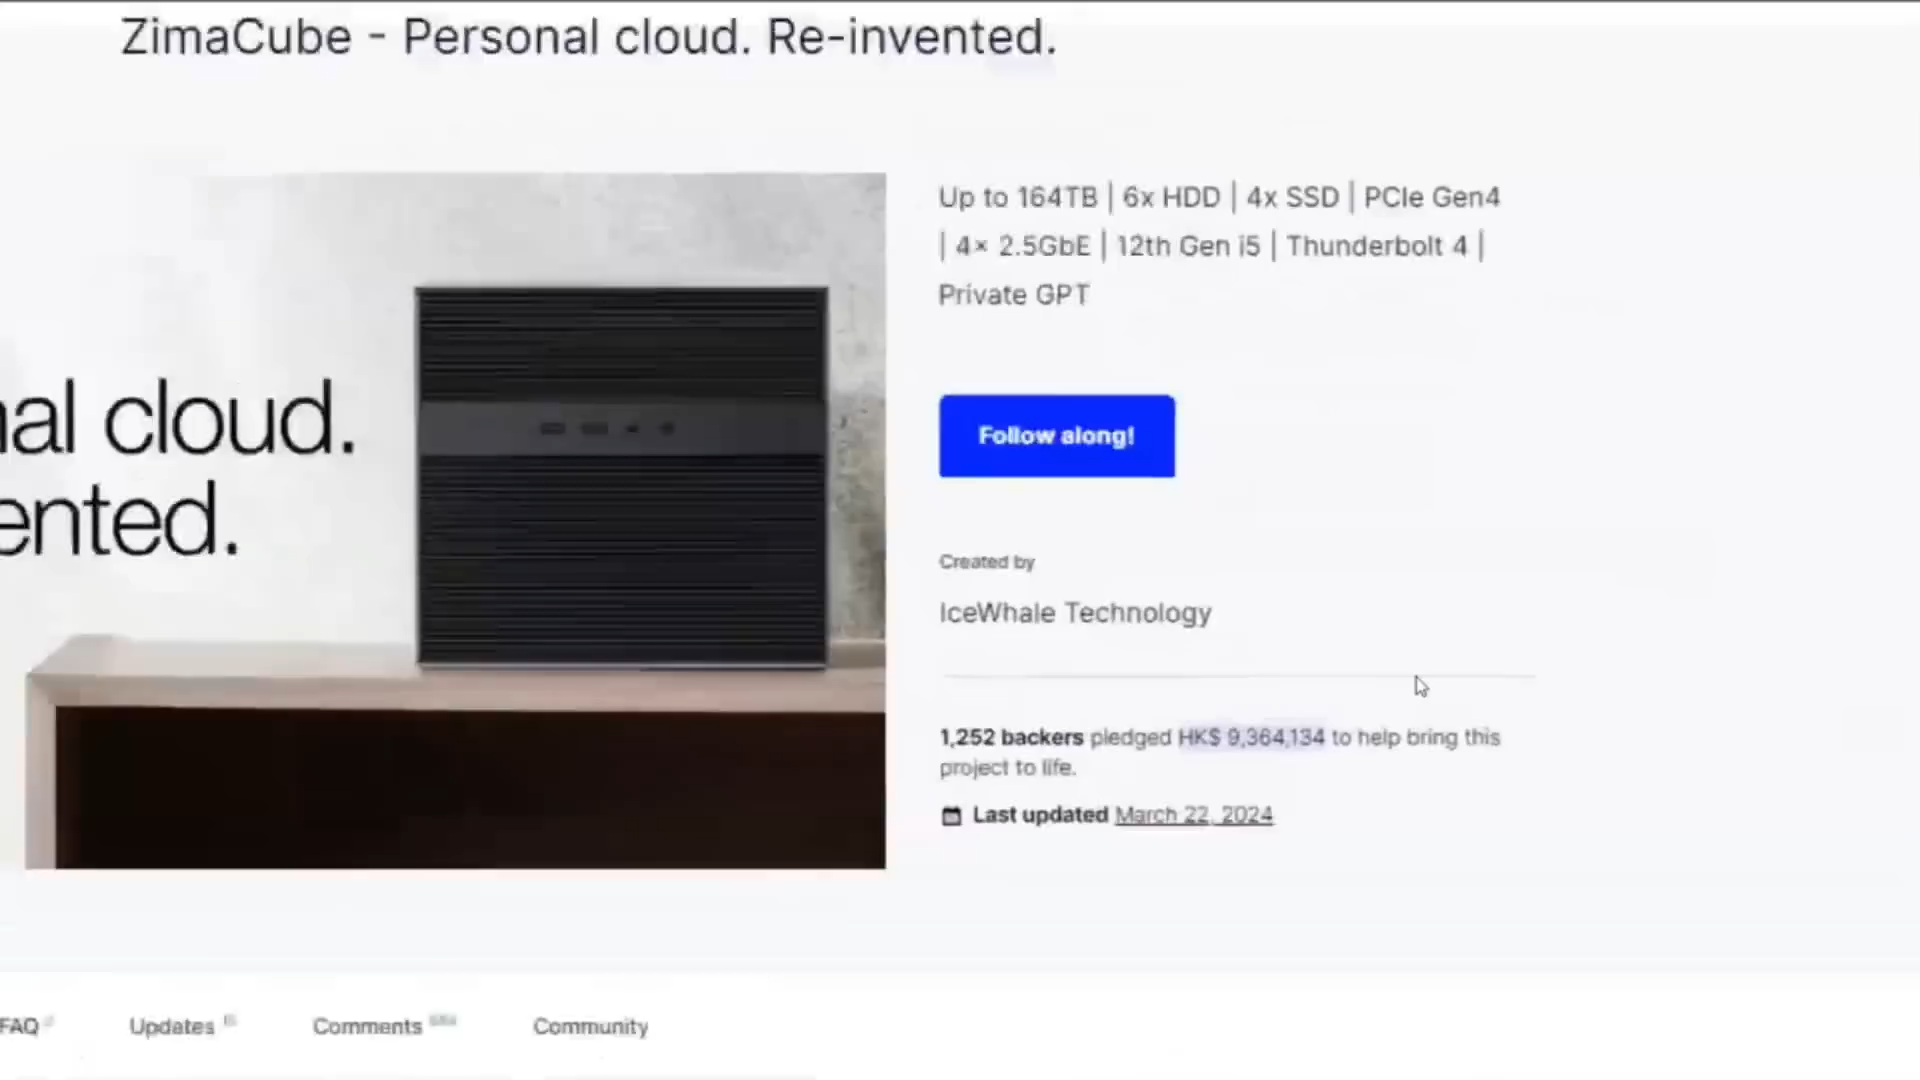 ZimaCube - Personal cloud. Re-invented.
nal cloud.
ented.
Up to 164TB | 6x HDD | 4x SSD | PCIe Gen4
| 4× 2.5GbE | 12th Gen i5 | Thunderbolt 4 |
Private GPT
Follow along!
Created by
IceWhale Technology
1,252 backers pledged HK$ 9,364,134 to help bring this
project to life.
Last updated March 22, 2024
FAQ
Updates
Comments
Community